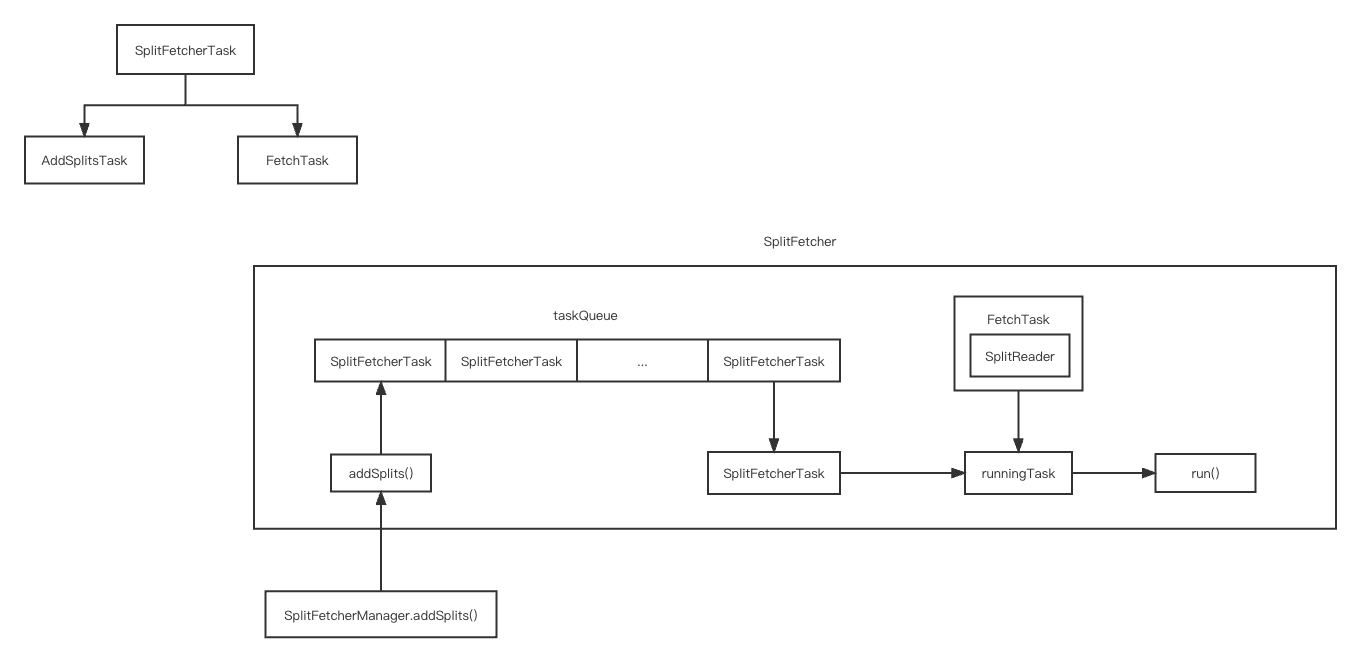 SplitFetcherTask
AddSplitsTask
FetchTask
SplitFetcher
taskQueue
SplitFetcherTask
SplitFetcherTask
...
SplitFetcherTask
FetchTask
SplitReader
addSplits()
SplitFetcherTask
runningTask
run()
SplitFetcherManager.addSplits()